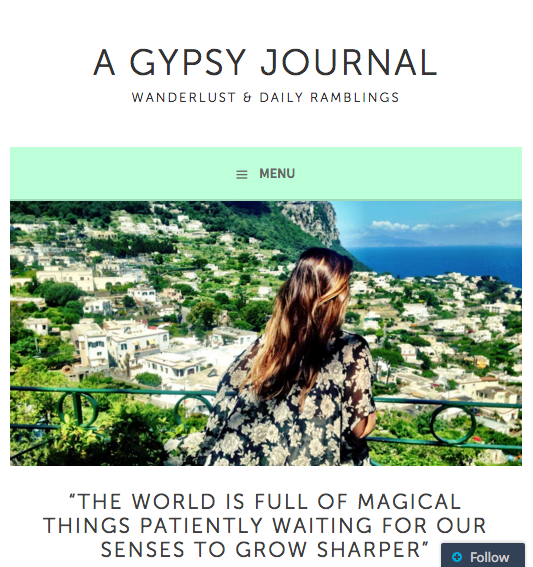 A GYPSY JOURNAL
WANDERLUST & DAILY RAMBLINGS
MENU
“THE WORLD IS FULL OF MAGICAL
THINGS PATIENTLY WAITING FOR OUR
SENSES TO GROW SHARPER”
Follow